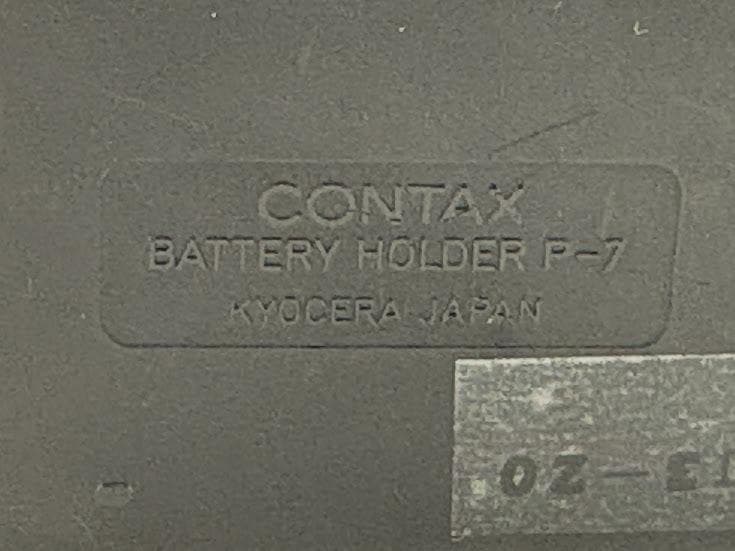 CONTAX
BATTERY HOLDER P-7
KYOCERA JAPAN